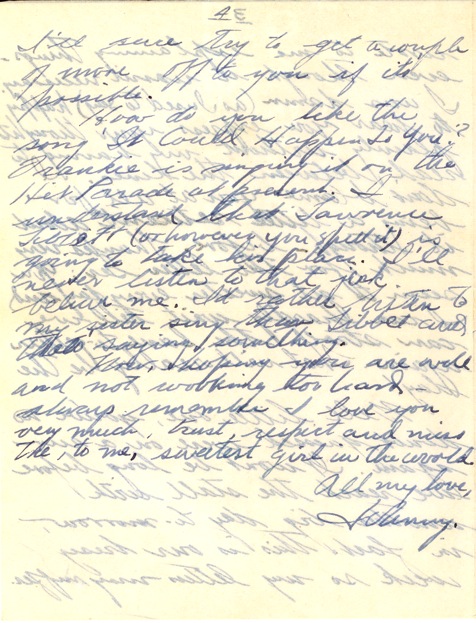 4
I'll sure try to get a couple
of more off to you if it's
possible.
How do you like the
song "It Could Happen To You"?
Frankie is singing it on the
Hit Parade at present. I
understand that Lawrence
(or however you spell it) is
going to take his place. I'll
never listen to that jerk
believe me. I'd rather listen to
my sister sing than Tibbet and
that's saying something.
Now, hoping you are well
and not working too hard —
always remember I love you
very much, trust, respect and miss
the, to me, sweetest girl in the world
All my love,